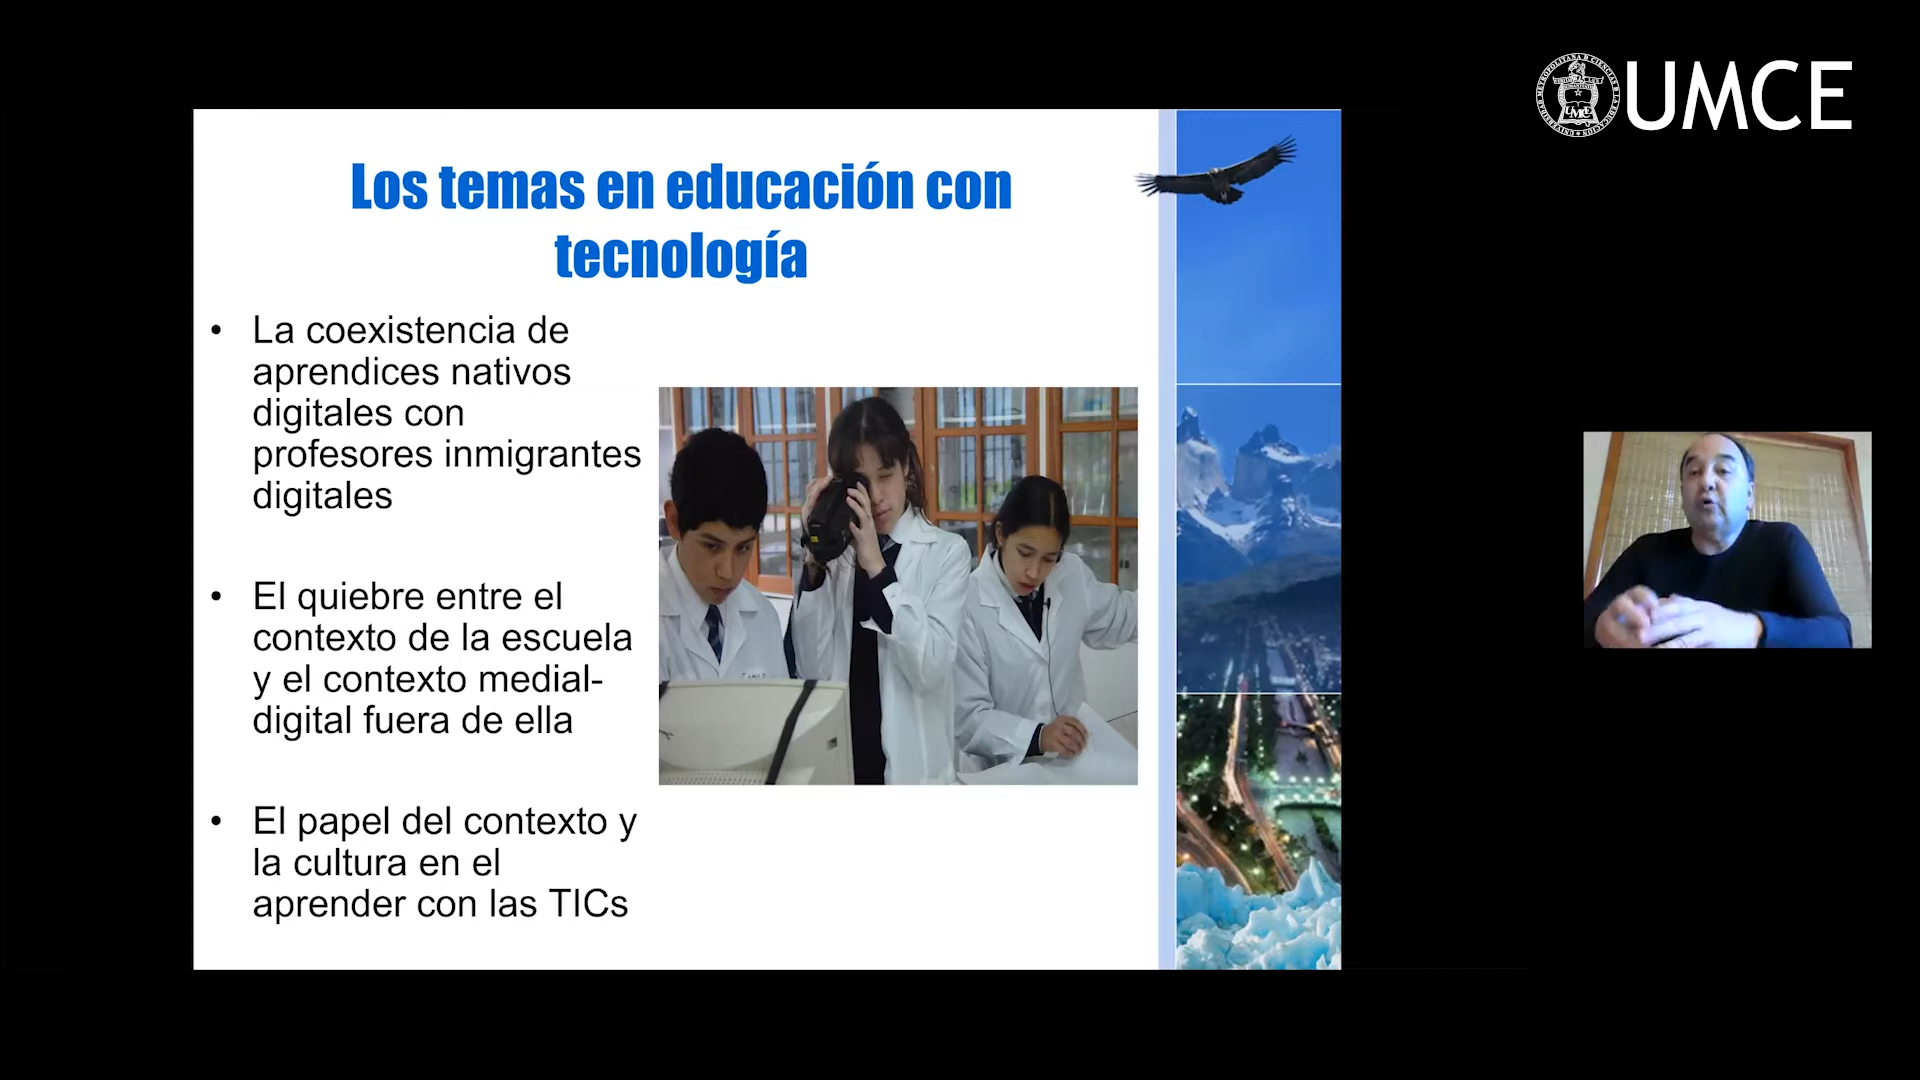 UMCE
Los temas en educación con
tecnología
• La coexistencia de
aprendices nativos
digitales con
profesores inmigrantes
digitales
• El quiebre entre el
contexto de la escuela
y el contexto medial-
digital fuera de ella
• El papel del contexto y
la cultura en el
aprender con las TICs